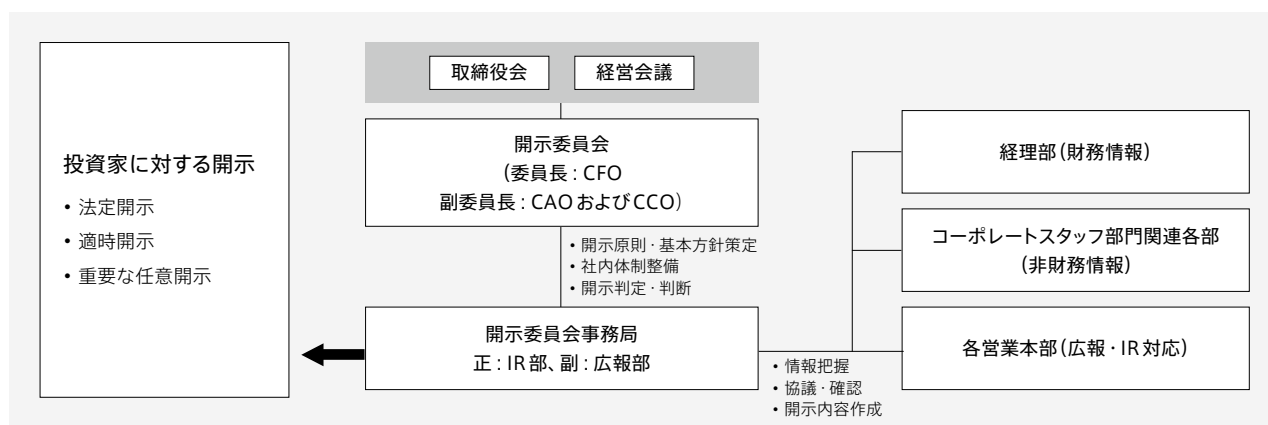 取締役会
経営会議
投資家に対する開示
• 法定開示
• 適時開示
• 重要な任意開示
開示委員会
(委員長：CFO
副委員長：CAOおよびCCO)
• 開示原則・基本方針策定
• 社内体制整備
• 開示判定・判断
開示委員会事務局
正：IR部、副：広報部
• 情報把握
• 協議・確認
• 開示内容作成
経理部(財務情報)
コーポレートスタッフ部門関連各部
(非財務情報)
各営業本部(広報・IR対応)